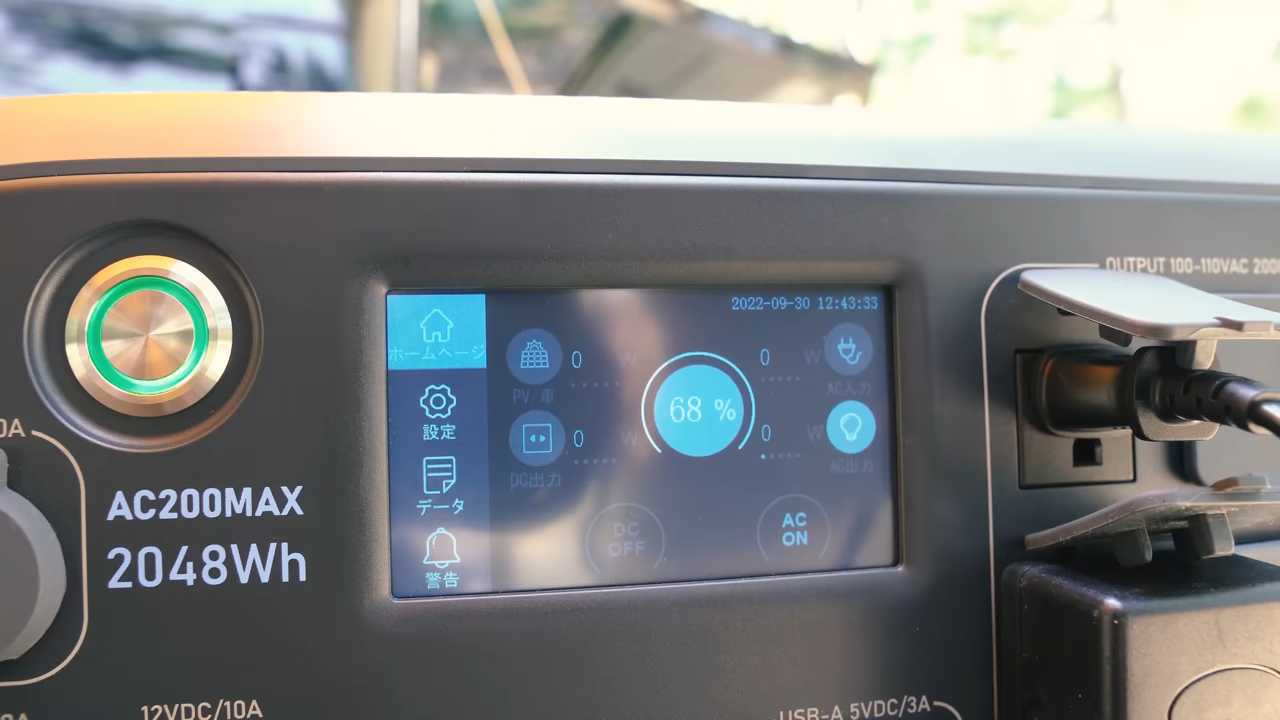 OUTPUT 100-110VAC
2022-09-30 12:43:33
ホームページ
設定
データ
警告
0 W
PV/車
0 W
DC出力
68 %
0 W
AC入力
0 W
AC出力
DC
OFF
AC
ON
0A
AC200MAX
2048Wh
12VDC/10A
USB-A 5VDC/3A